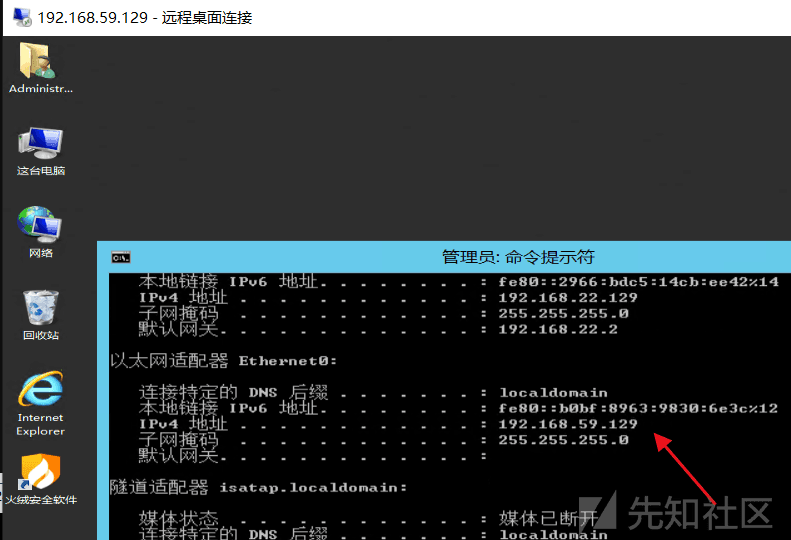 192.168.59.129 - 远程桌面连接
Administr...
这台电脑
网络
回收站
Internet
Explorer
火绒安全软件
管理员: 命令提示符
本地链接 IPv6 地址. . . . . . . . : fe80::2966:bdc5:14cb:ee42%14
IPv4 地址 . . . . . . . . . . . . : 192.168.22.129
子网掩码 . . . . . . . . . . . . : 255.255.255.0
默认网关. . . . . . . . . . . . . : 192.168.22.2
以太网适配器 Ethernet0:
连接特定的 DNS 后缀 . . . . . . . : localdomain
本地链接 IPv6 地址. . . . . . . . : fe80::b0bf:8963:9830:6e3c%12
IPv4 地址 . . . . . . . . . . . . : 192.168.59.129
子网掩码 . . . . . . . . . . . . : 255.255.255.0
默认网关. . . . . . . . . . . . . :
隧道适配器 isatap.localdomain:
媒体状态 . . . . . . . . . . . . : 媒体已断开
连接特定的 DNS 后缀 . . . . . . . : localdomain
先知社区